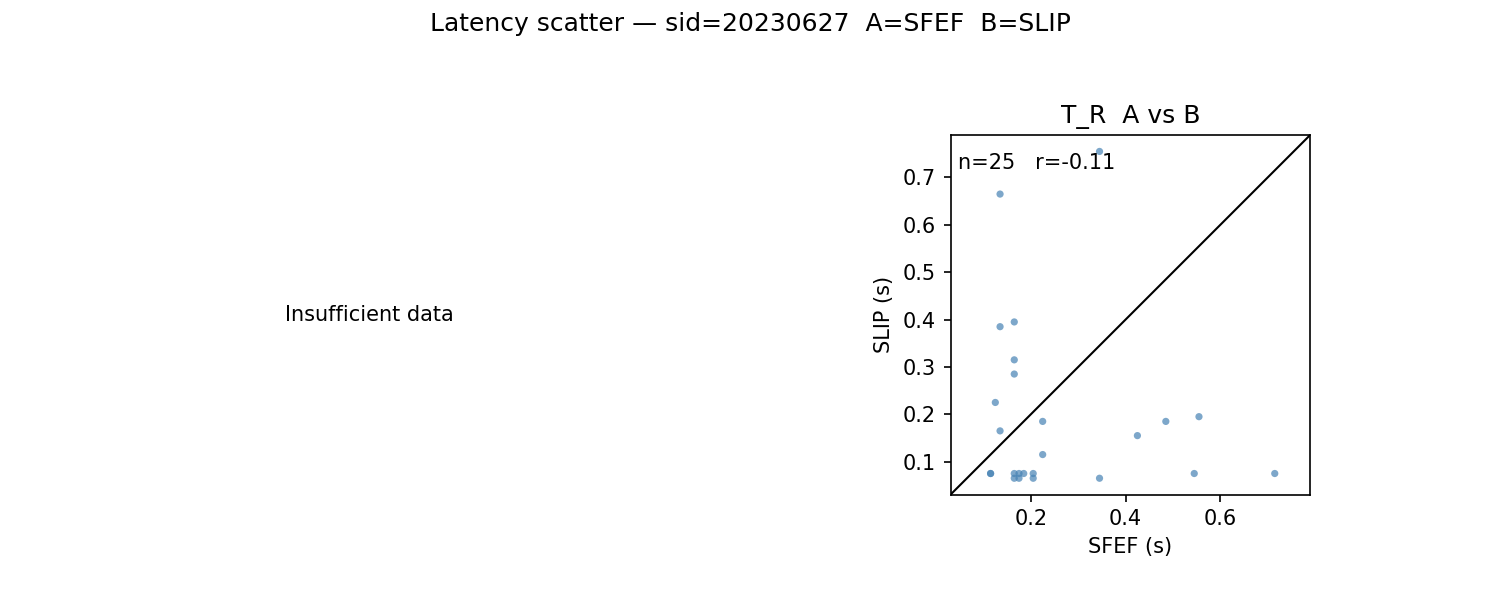 Latency scatter — sid=20230627  A=SFEF  B=SLIP
Insufficient data
T_R  A vs B
n=25   r=-0.11
0.7
0.6
0.5
0.4
0.3
0.2
0.1
SLIP (s)
0.2
0.4
0.6
SFEF (s)